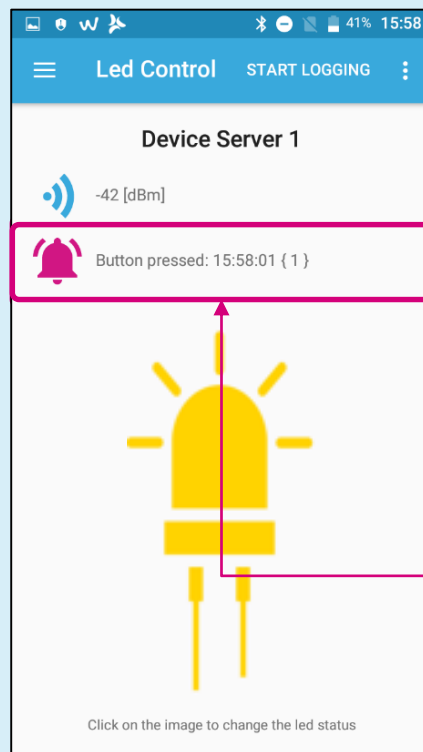 41% 15:58
Led Control START LOGGING
Device Server 1
-42 [dBm]
Button pressed: 15:58:01 { 1 }
Click on the image to change the led status